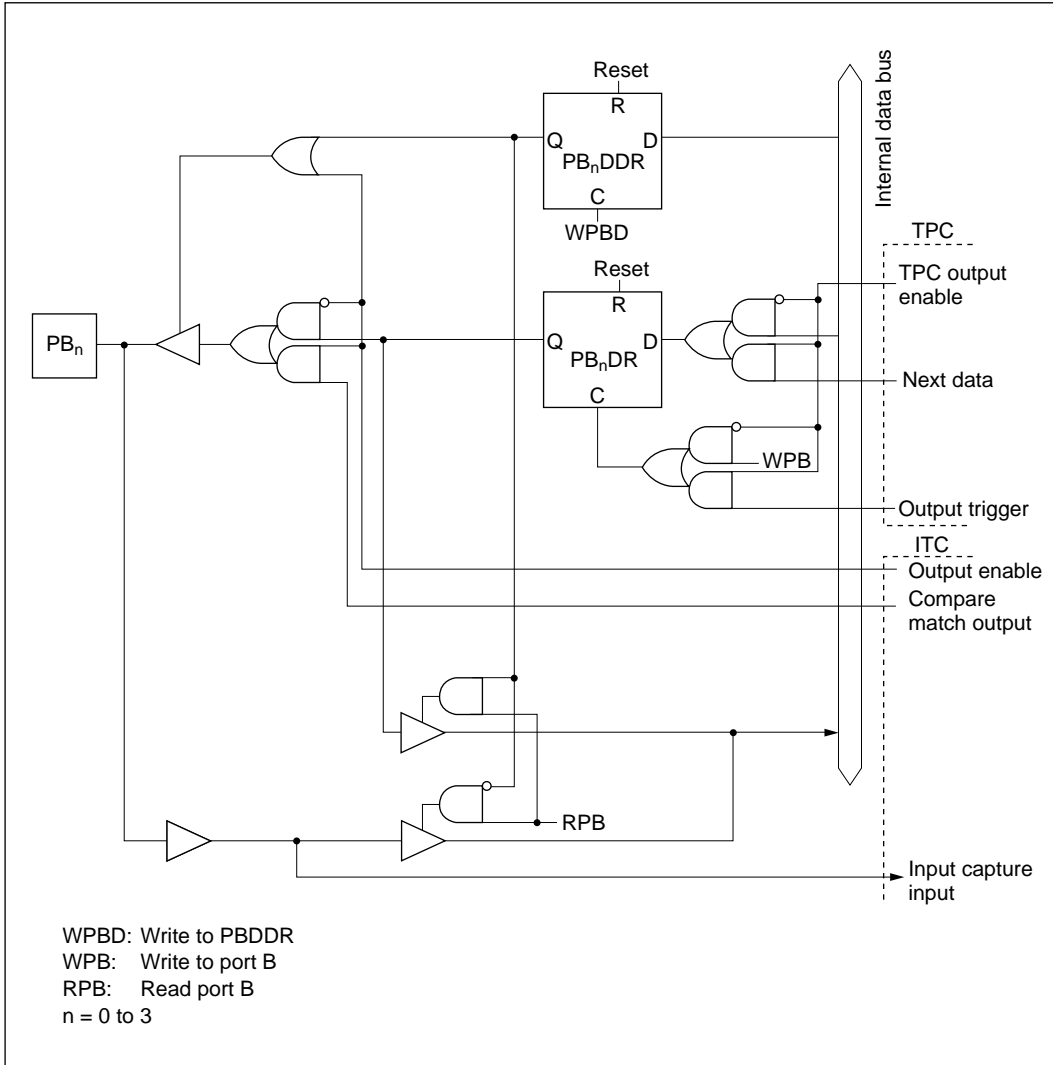 Reset
R
Q
D
PBnDDR
C
WPBD
Internal data bus
TPC
TPC output
enable
Reset
R
PBn
Q
D
PBnDR
C
Next data
WPB
Output trigger
ITC
Output enable
Compare
match output
RPB
Input capture
input
WPBD: Write to PBDDR
WPB: Write to port B
RPB: Read port B
n = 0 to 3